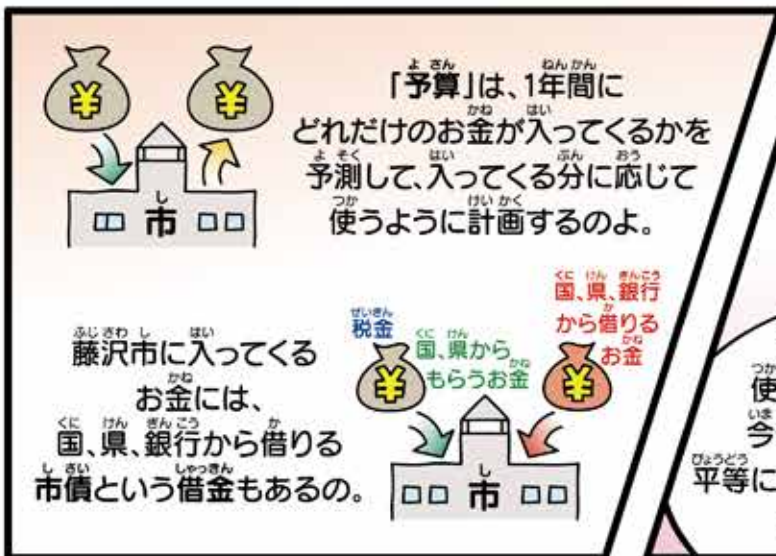 「予算」は、1年間に
どれだけのお金が入ってくるかを
予測して、入ってくる分に応じて
使うように計画するのよ。
¥
¥
市
藤沢市に入ってくる
お金には、
国、県、銀行から借りる
市債という借金もあるの。
税金
国、県から
もらうお金
国、県、銀行
から借りる
お金
¥
¥
市
使
今
平等に